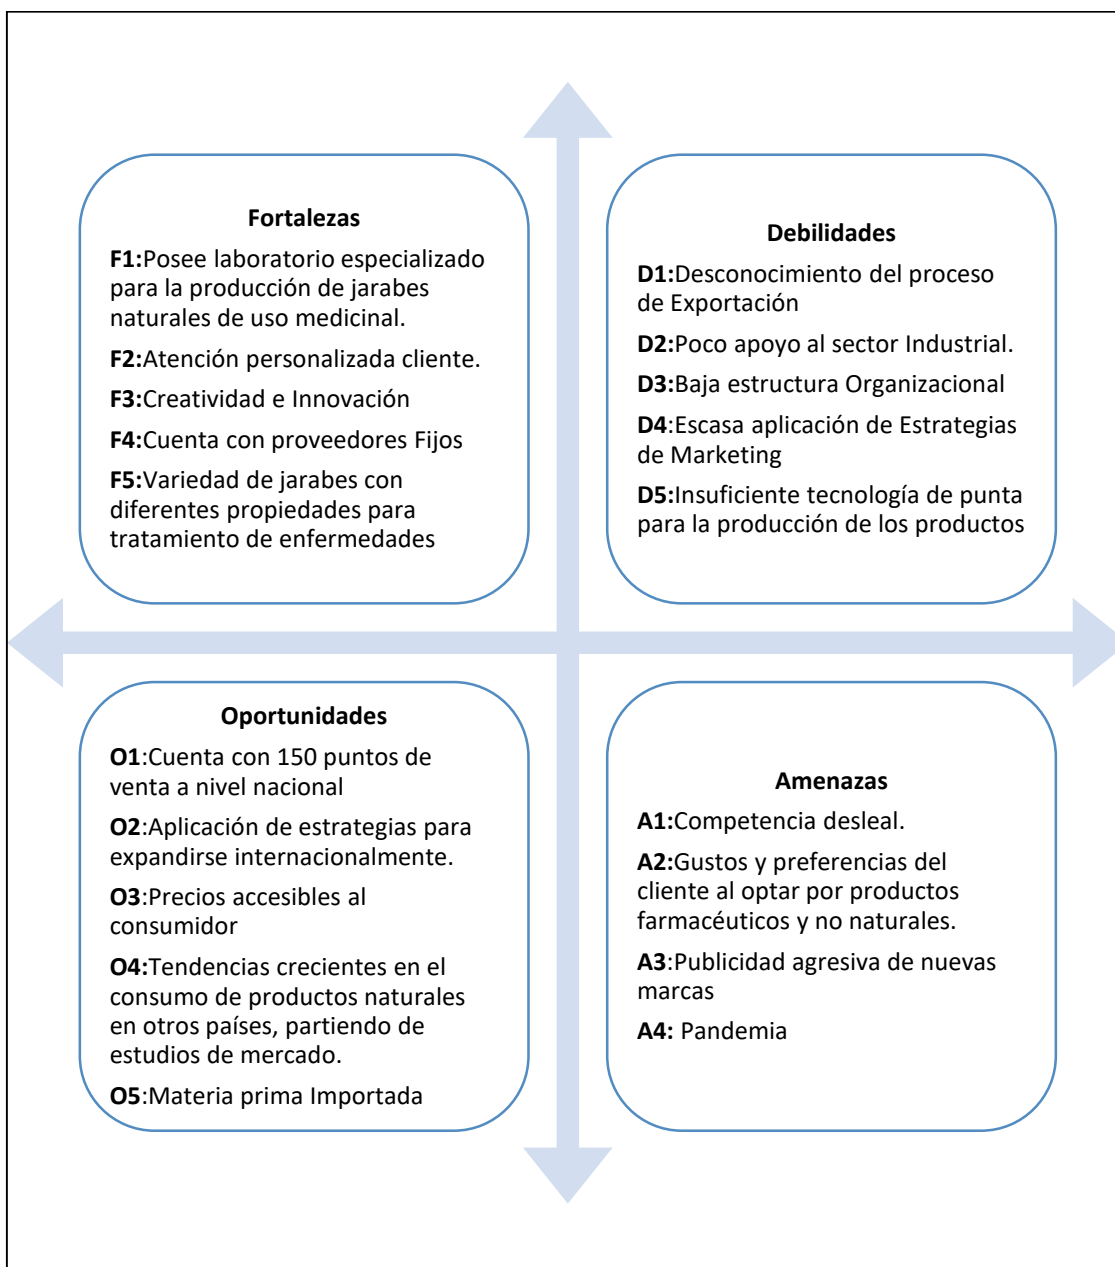 Fortalezas
F1:Posee laboratorio especializado
para la producción de jarabes
naturales de uso medicinal.
F2:Atención personalizada cliente.
F3:Creatividad e Innovación
F4:Cuenta con proveedores Fijos
F5:Variedad de jarabes con
diferentes propiedades para
tratamiento de enfermedades
Debilidades
D1:Desconocimiento del proceso
de Exportación
D2:Poco apoyo al sector Industrial.
D3:Baja estructura Organizacional
D4:Escasa aplicación de Estrategias
de Marketing
D5:Insuficiente tecnología de punta
para la producción de los productos
Oportunidades
O1:Cuenta con 150 puntos de
venta a nivel nacional
O2:Aplicación de estrategias para
expandirse internacionalmente.
O3:Precios accesibles al
consumidor
O4:Tendencias crecientes en el
consumo de productos naturales
en otros países, partiendo de
estudios de mercado.
O5:Materia prima Importada
Amenazas
A1:Competencia desleal.
A2:Gustos y preferencias del
cliente al optar por productos
farmacéuticos y no naturales.
A3:Publicidad agresiva de nuevas
marcas
A4: Pandemia